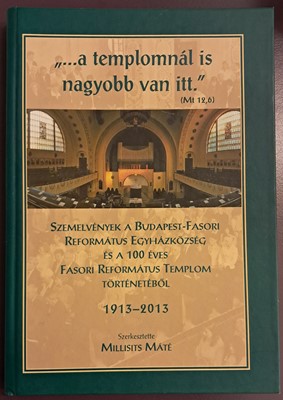 „...a templomnál is
nagyobb van itt."
(Mt 12,6)
SZEMELVÉNYEK A BUDAPEST-FASORI
REFORMÁTUS EGYHÁZKÖZSÉG
ÉS A 100 ÉVES
FASORI REFORMÁTUS TEMPLOM
TÖRTÉNETÉBŐL
1913–2013
Szerkesztette
MILLISITS MÁTÉ